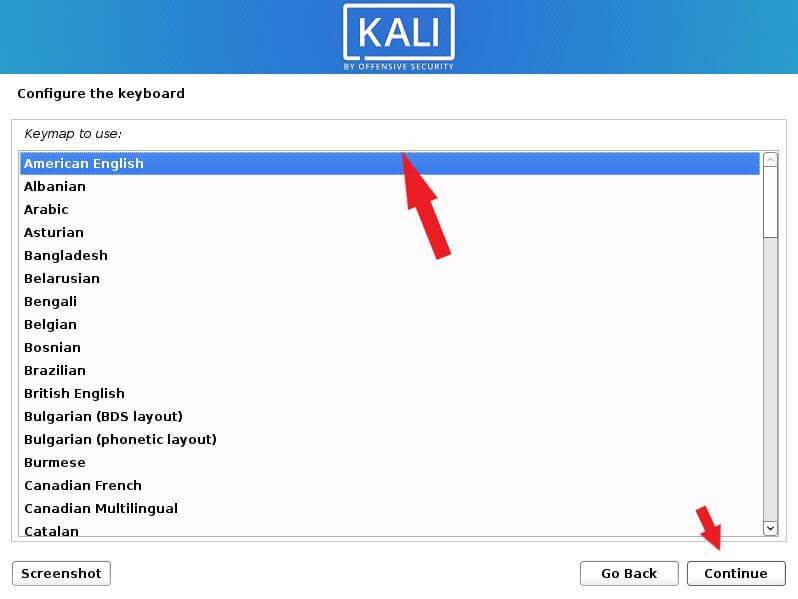 KALI
BY OFFENSIVE SECURITY
Configure the keyboard
Keymap to use:
American English
Albanian
Arabic
Asturian
Bangladesh
Belarusian
Bengali
Belgian
Bosnian
Brazilian
British English
Bulgarian (BDS layout)
Bulgarian (phonetic layout)
Burmese
Canadian French
Canadian Multilingual
Catalan
Screenshot
Go Back
Continue